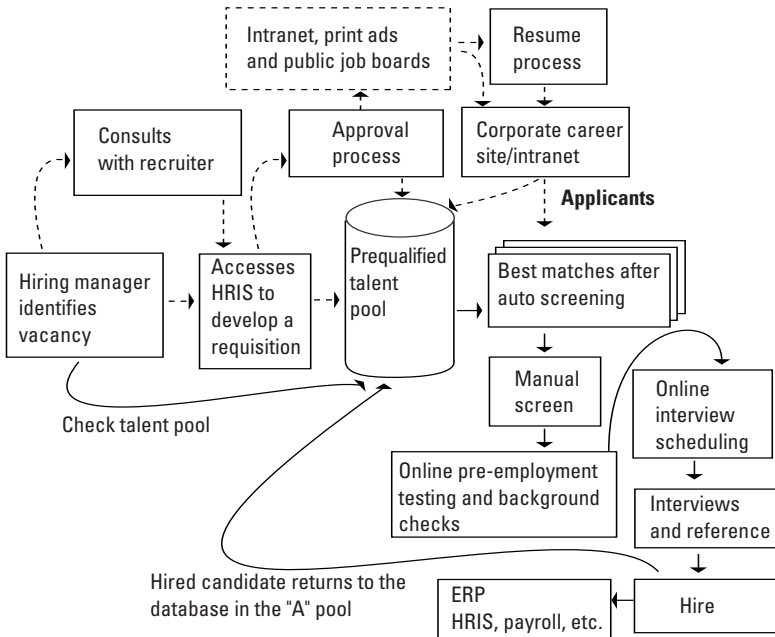 Intranet, print ads
and public job boards
Resume
process
Consults
with recruiter
Approval
process
Corporate career
site/intranet
Applicants
Hiring manager
identifies
vacancy
Accesses
HRIS to
develop a
requisition
Prequalified
talent
pool
Best matches after
auto screening
Manual
screen
Online
interview
scheduling
Check talent pool
Online pre-employment
testing and background
checks
Interviews
and reference
Hired candidate returns to the
database in the "A" pool
ERP
HRIS, payroll, etc.
Hire